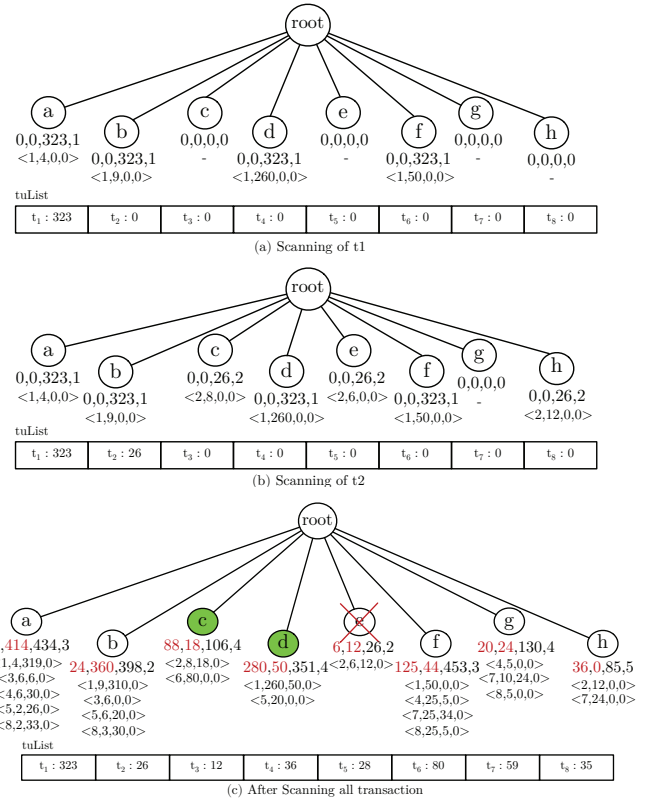 root
a
b
c
d
e
f
g
h
0,0,323,1
<1,4,0,0>
0,0,323,1
<1,9,0,0>
0,0,0,0
-
0,0,323,1
<1,260,0,0>
0,0,0,0
-
0,0,323,1
<1,50,0,0>
0,0,0,0
-
0,0,0,0
-
tuList
t1 : 323 t2 : 0 t3 : 0 t4 : 0 t5 : 0 t6 : 0 t7 : 0 t8 : 0
(a) Scanning of t1
root
a
b
c
d
e
f
g
h
0,0,323,1
<1,4,0,0>
0,0,323,1
<1,9,0,0>
0,0,26,2
<2,8,0,0>
0,0,323,1
<1,260,0,0>
0,0,26,2
<2,6,0,0>
0,0,323,1
<1,50,0,0>
0,0,0,0
-
0,0,26,2
<2,12,0,0>
tuList
t1 : 323 t2 : 26 t3 : 0 t4 : 0 t5 : 0 t6 : 0 t7 : 0 t8 : 0
(b) Scanning of t2
root
a
b
c
d
e
f
g
h
,414,434,3
1,4,319,0>
<3,6,6,0>
<4,6,30,0>
<5,2,26,0>
<8,2,33,0>
24,360,398,2
<1,9,310,0>
<3,6,0,0>
<5,6,20,0>
<8,3,30,0>
88,18,106,4
<2,8,18,0>
<6,80,0,0>
280,50,351,4
<1,260,50,0>
<5,20,0,0>
6,12,26,2
<2,6,12,0>
125,44,453,3
<1,50,0,0>
<4,25,5,0>
<7,25,34,0>
<8,25,5,0>
20,24,130,4
<4,5,0,0>
<7,10,24,0>
<8,5,0,0>
36,0,85,5
<2,12,0,0>
<7,24,0,0>
tuList
t1 : 323 t2 : 26 t3 : 12 t4 : 36 t5 : 28 t6 : 80 t7 : 59 t8 : 35
(c) After Scanning all transaction